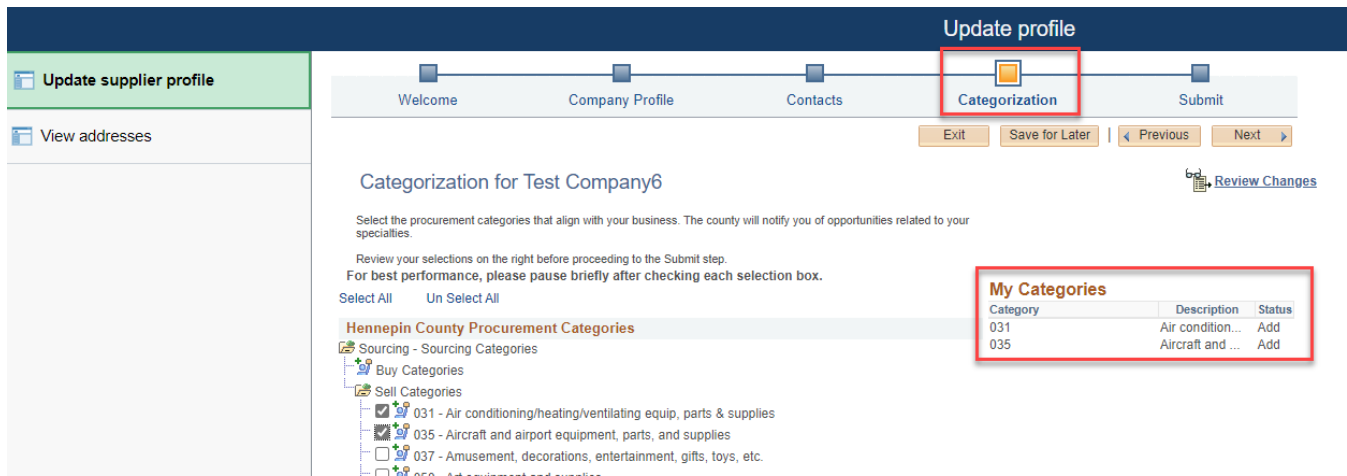 Update profile
Update supplier profile
View addresses
Welcome
Company Profile
Contacts
Categorization
Submit
Exit
Save for Later
|
Previous
Next
Categorization for Test Company6
Review Changes
Select the procurement categories that align with your business. The county will notify you of opportunities related to your
specialties.
Review your selections on the right before proceeding to the Submit step.
For best performance, please pause briefly after checking each selection box.
Select All Un Select All
My Categories
Category Description Status
031 Air condition... Add
035 Aircraft and ... Add
Hennepin County Procurement Categories
Sourcing - Sourcing Categories
Buy Categories
Sell Categories
031 - Air conditioning/heating/ventilating equip, parts & supplies
035 - Aircraft and airport equipment, parts, and supplies
037 - Amusement, decorations, entertainment, gifts, toys, etc.
050 - Art equipment and supplies